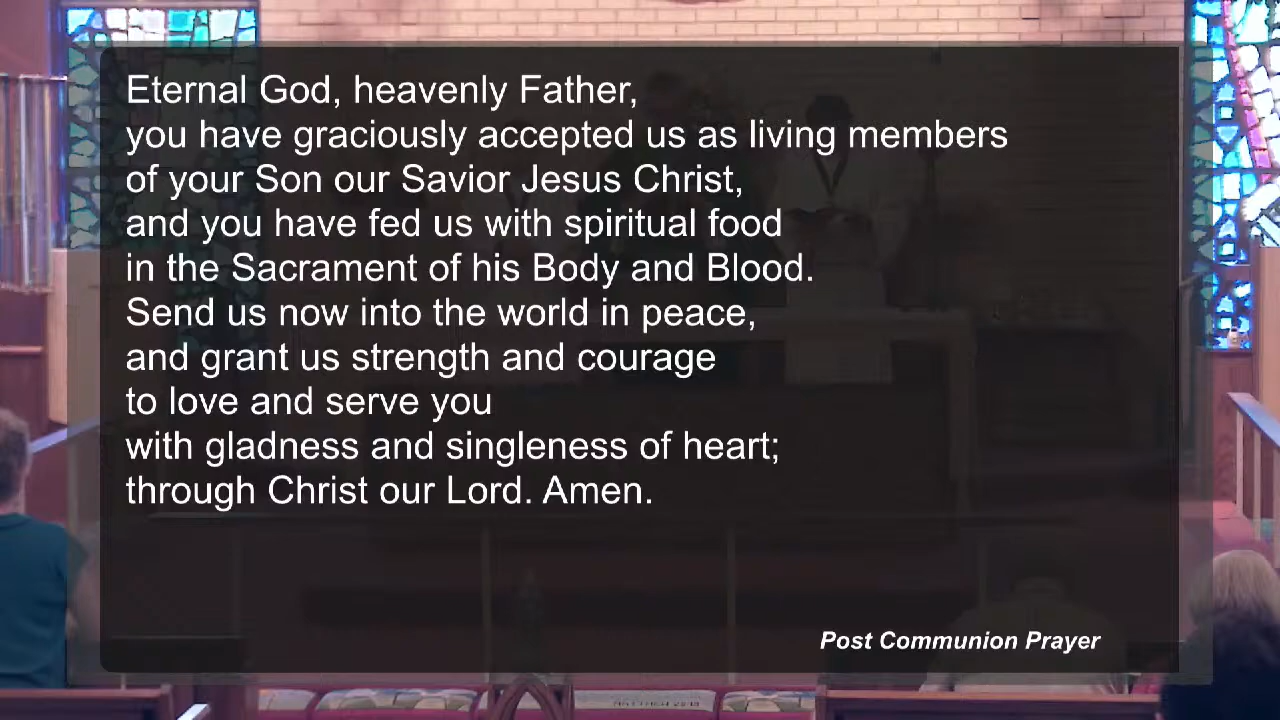 Eternal God, heavenly Father,
you have graciously accepted us as living members
of your Son our Savior Jesus Christ,
and you have fed us with spiritual food
in the Sacrament of his Body and Blood.
Send us now into the world in peace,
and grant us strength and courage
to love and serve you
with gladness and singleness of heart;
through Christ our Lord. Amen.
Post Communion Prayer